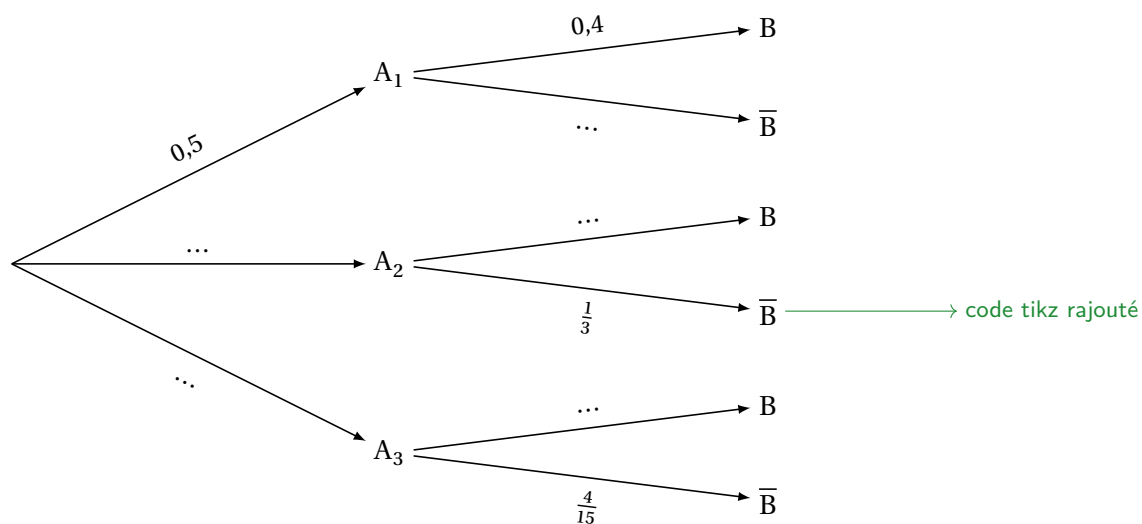 0,4
B
A₁
...
B̅
0,5
...
B
...
A₂
1/3
B̅
code tikz rajouté
...
...
B
A₃
4/15
B̅